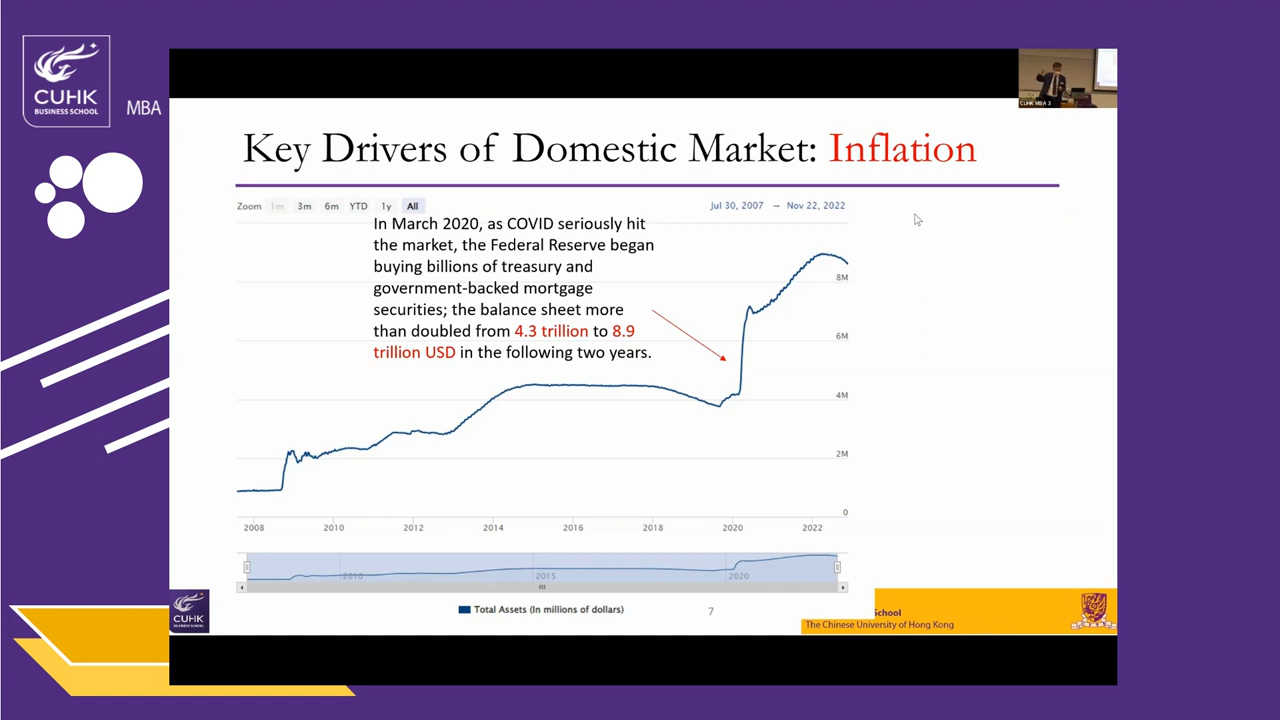 CUHK
BUSINESS SCHOOL
MBA
CUHK MBA 2
Key Drivers of Domestic Market: Inflation
Zoom 1m 3m 6m YTD 1y All
Jul 30, 2007 → Nov 22, 2022
In March 2020, as COVID seriously hit
the market, the Federal Reserve began
buying billions of treasury and
government-backed mortgage
securities; the balance sheet more
than doubled from 4.3 trillion to 8.9
trillion USD in the following two years.
8M
6M
4M
2M
0
2008 2010 2012 2014 2016 2018 2020 2022
2010 2015 2020
Total Assets (In millions of dollars)
7
CUHK
BUSINESS SCHOOL
School
The Chinese University of Hong Kong